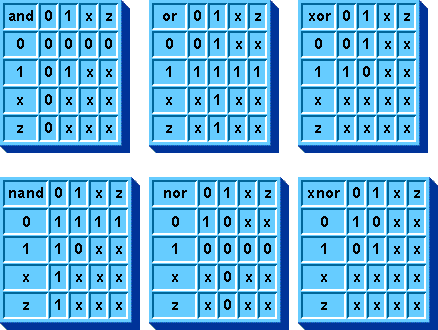 and 0 1 x z
0 0 0 0 0
1 0 1 x x
x 0 x x x
z 0 x x x
or 0 1 x z
0 0 1 x x
1 1 1 1 1
x x 1 x x
z x 1 x x
xor 0 1 x z
0 0 1 x x
1 1 0 x x
x x x x x
z x x x x
nand 0 1 x z
0 1 1 1 1
1 1 0 x x
x 1 x x x
z 1 x x x
nor 0 1 x z
0 1 0 x x
1 0 0 0 0
x x 0 x x
z x 0 x x
xnor 0 1 x z
0 1 0 x x
1 0 1 x x
x x x x x
z x x x x